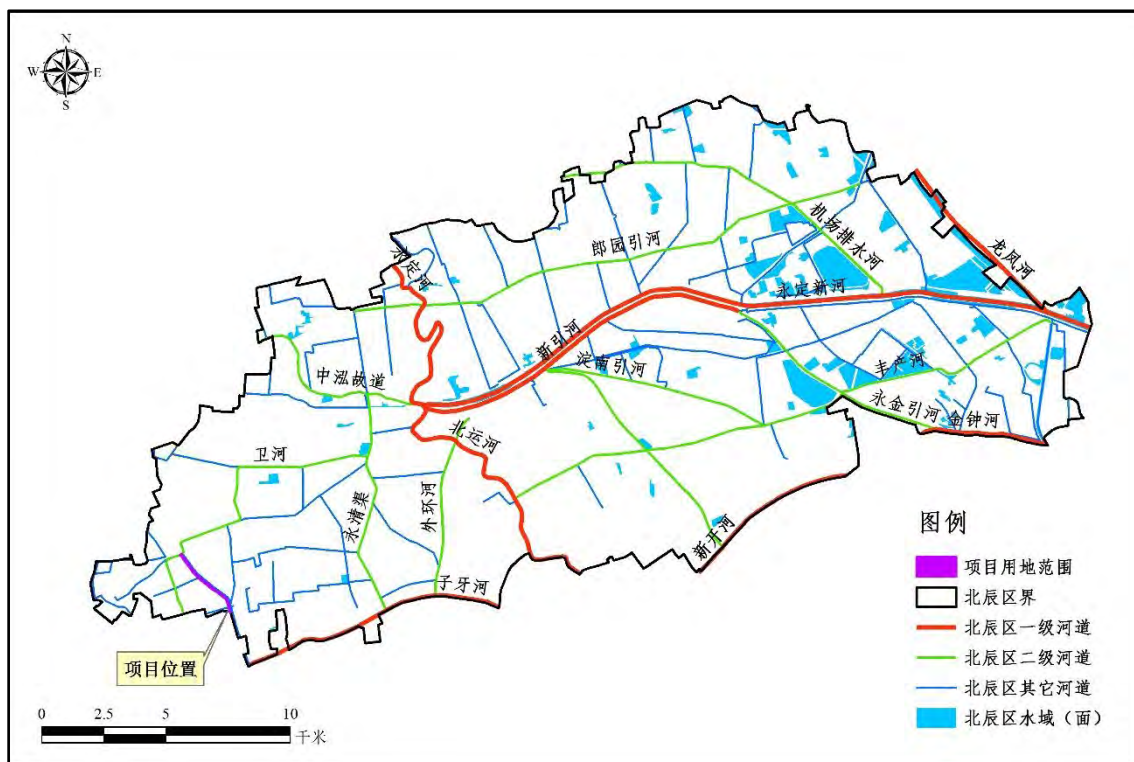 N
W E
S
龙凤河
机场排水河
郎园引河
永定河
永定新河
新引河
淀南引河
丰产河
中泓故道
永金引河
金钟河
北运河
卫河
永清渠
外环河
新开河
子牙河
项目位置
图例
项目用地范围
北辰区界
北辰区一级河道
北辰区二级河道
北辰区其它河道
北辰区水域（面）
0 2.5 5 10
千米